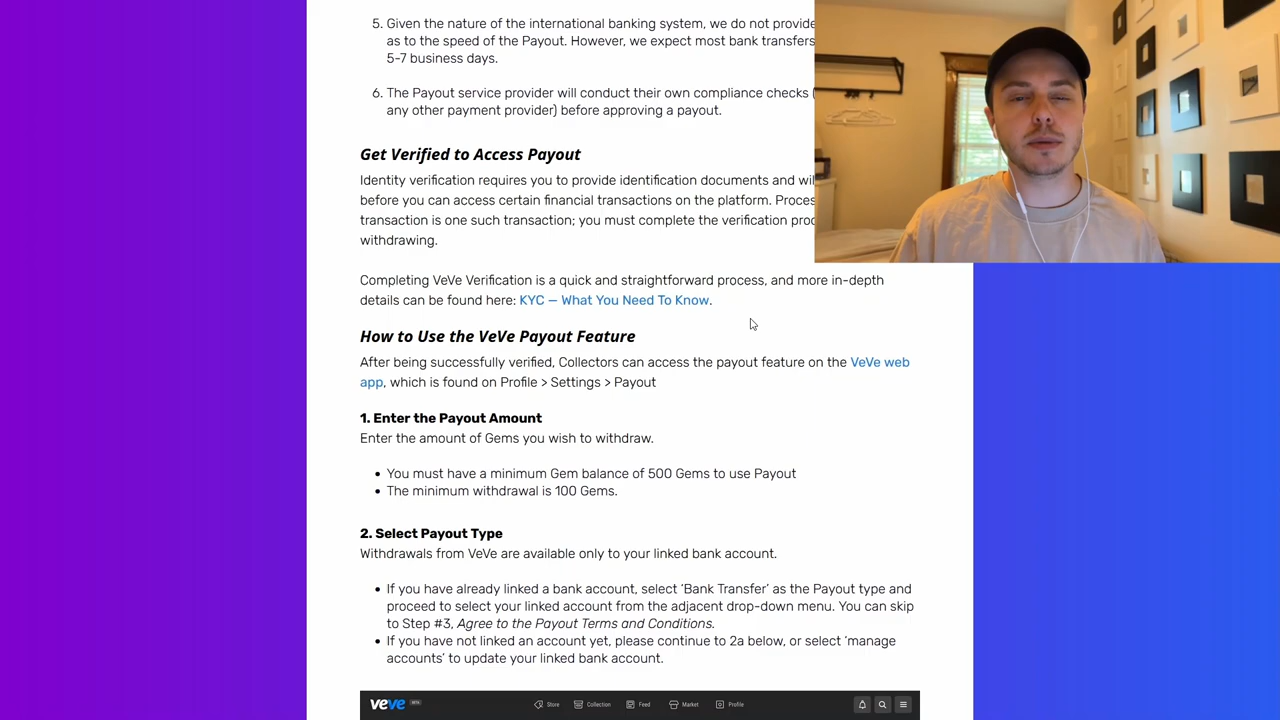 5. Given the nature of the international banking system, we do not provide
as to the speed of the Payout. However, we expect most bank transfers
5-7 business days.
6. The Payout service provider will conduct their own compliance checks (
any other payment provider) before approving a payout.
Get Verified to Access Payout
Identity verification requires you to provide identification documents and
before you can access certain financial transactions on the platform.
transaction is one such transaction; you must complete the verification
withdrawing.
Completing VeVe Verification is a quick and straightforward process, and more in-depth
details can be found here: KYC – What You Need To Know.
How to Use the VeVe Payout Feature
After being successfully verified, Collectors can access the payout feature on the VeVe web
app, which is found on Profile > Settings > Payout
1. Enter the Payout Amount
Enter the amount of Gems you wish to withdraw.
• You must have a minimum Gem balance of 500 Gems to use Payout
• The minimum withdrawal is 100 Gems.
2. Select Payout Type
Withdrawals from VeVe are available only to your linked bank account.
• If you have already linked a bank account, select ‘Bank Transfer’ as the Payout type and
proceed to select your linked account from the adjacent drop-down menu. You can skip
to Step #3, Agree to the Payout Terms and Conditions.
• If you have not linked an account yet, please continue to 2a below, or select ‘manage
accounts’ to update your linked bank account.
veve BETA Store Collection Feed Market Profile